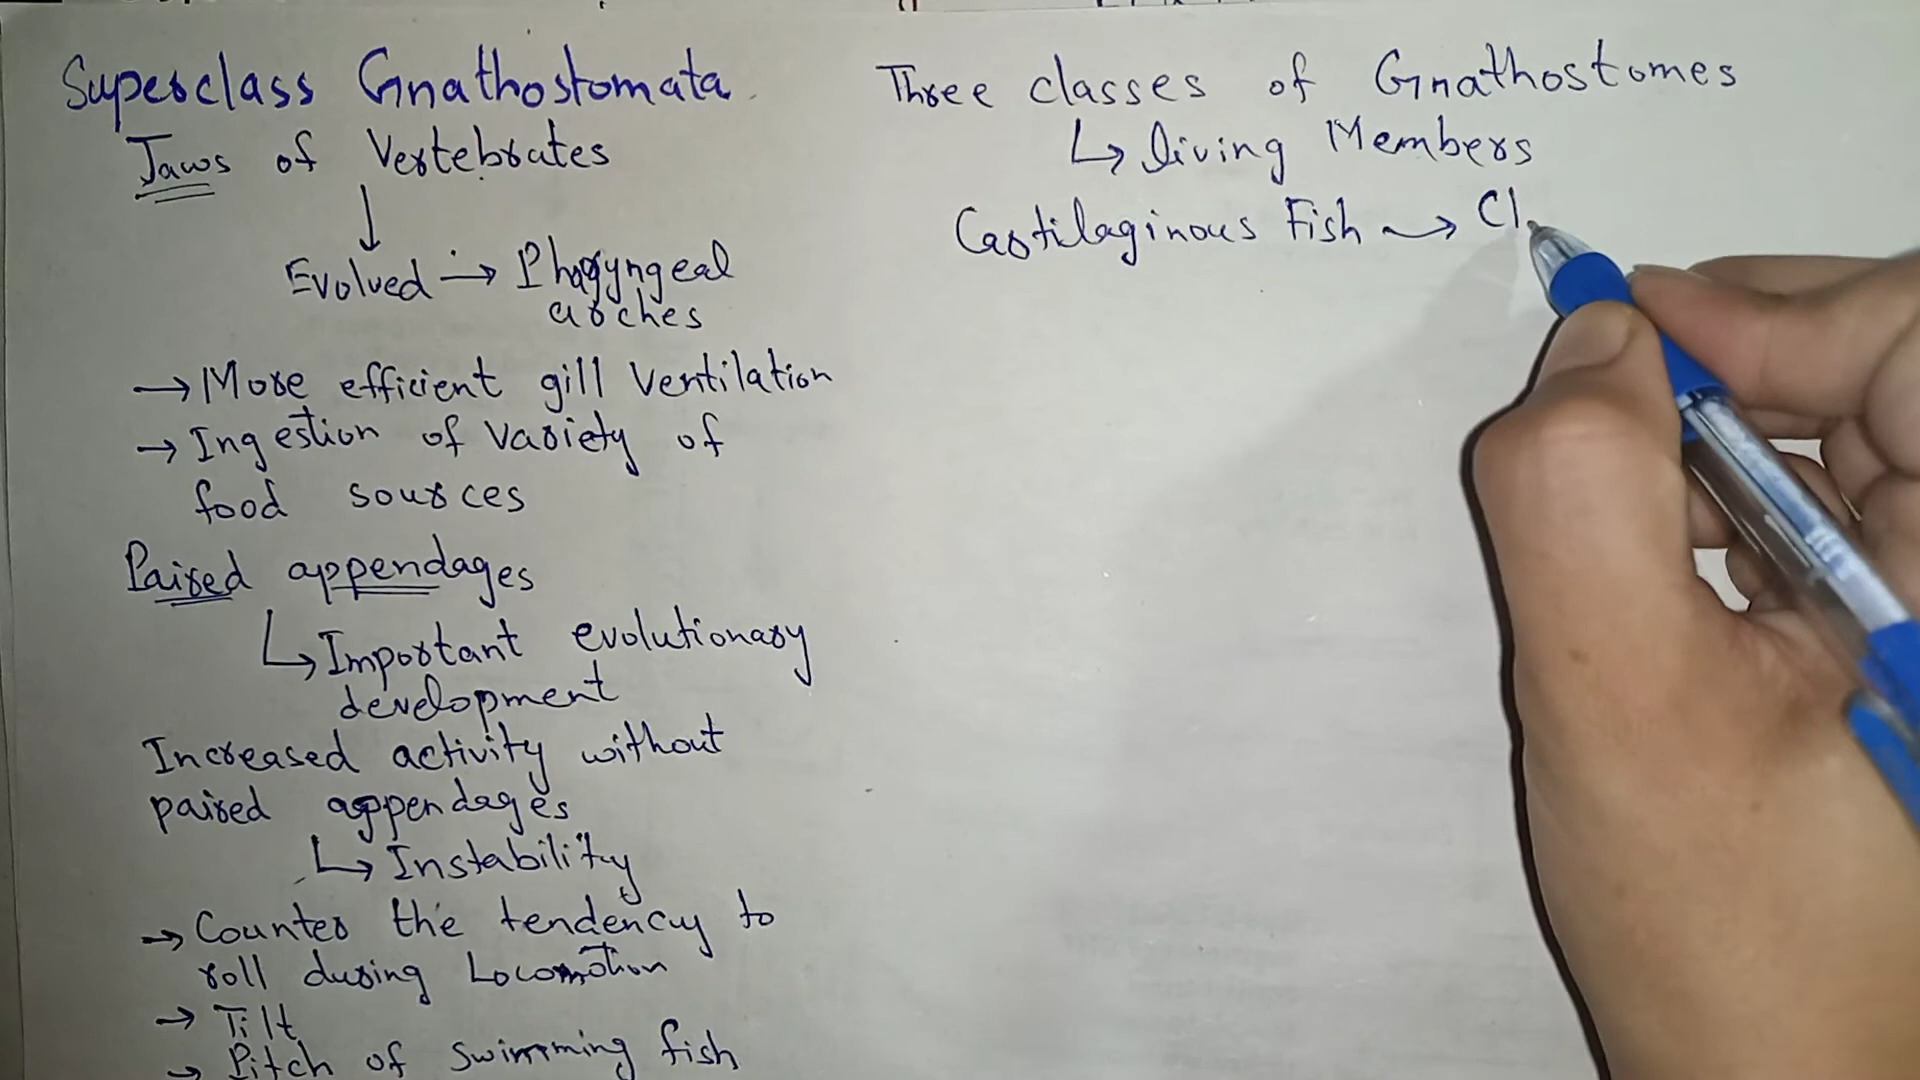 Superclass Gnathostomata
Jaws of Vertebrates
Evolved → Pharyngeal
arches
→ More efficient gill Ventilation
→ Ingestion of variety of
food sources
Paired appendages
Important evolutionary
development
Increased activity without
paired appendages
Instability
→ Counter the tendency to
roll during Locomotion
→ Tilt
→ Pitch of swimming fish
Three classes of Gnathostomes
living Members
Cartilaginous Fish → Cl